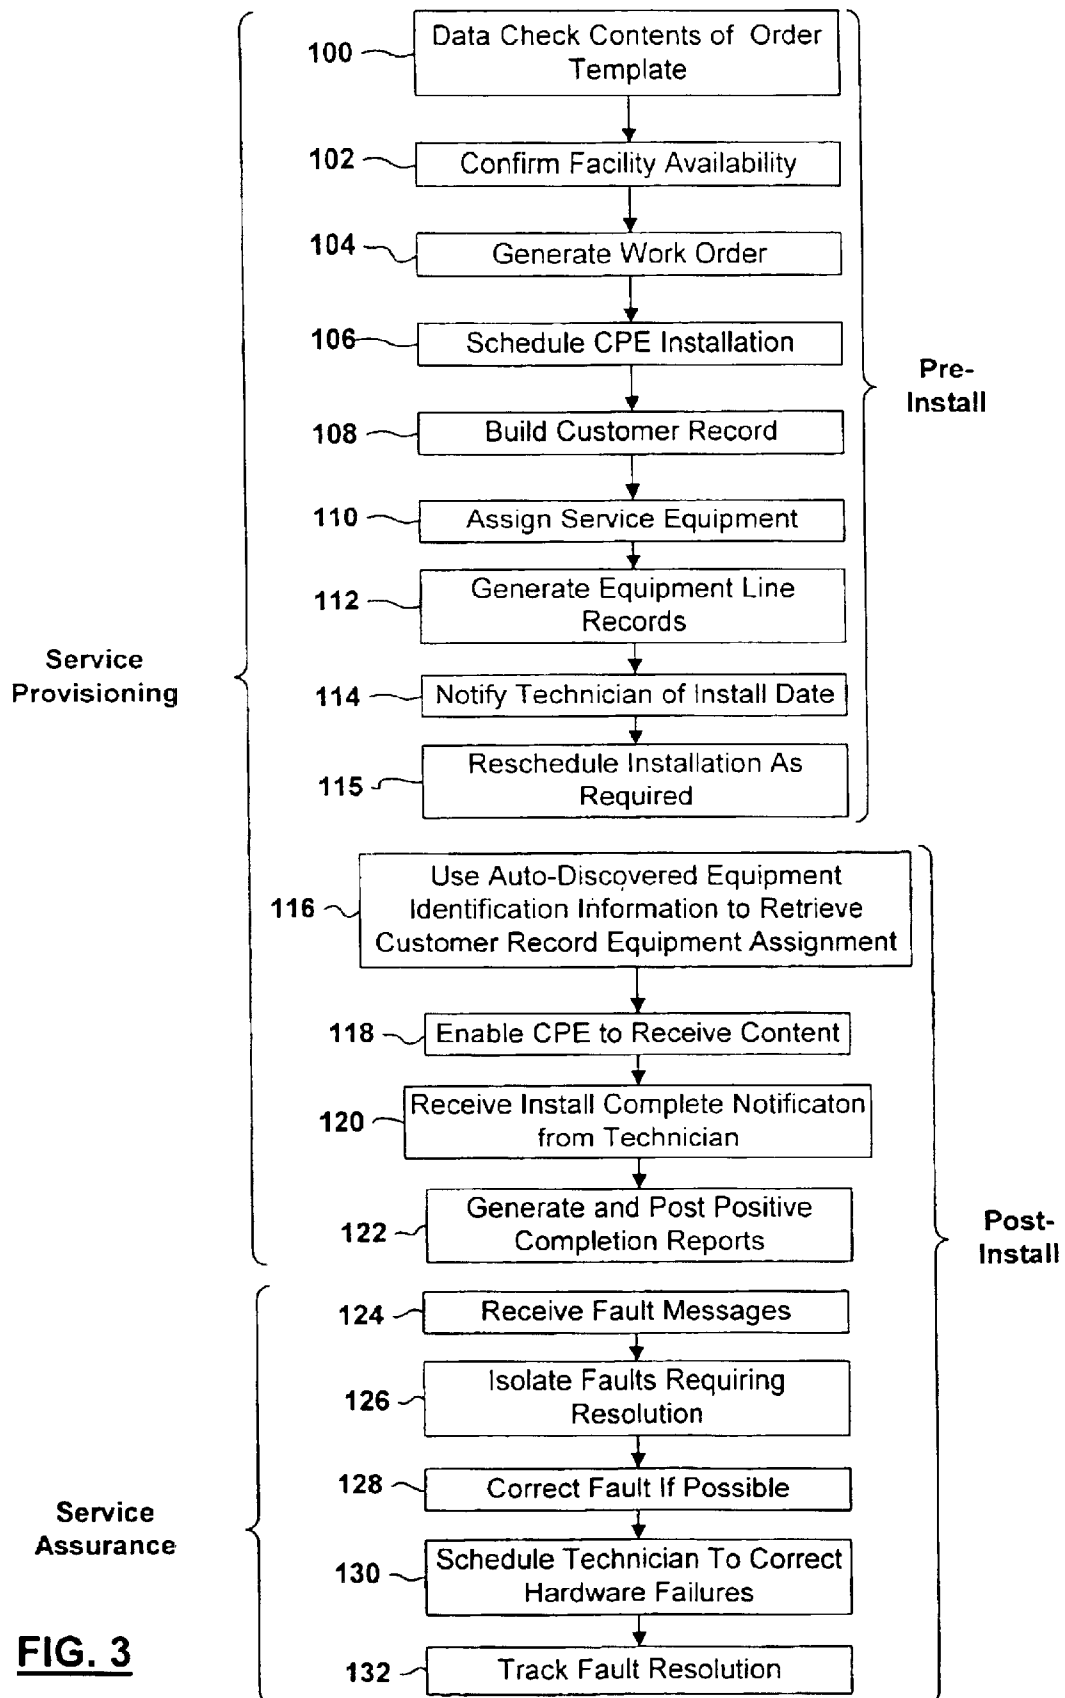 100
Data Check Contents of Order
Template
102
Confirm Facility Availability
104
Generate Work Order
106
Schedule CPE Installation
Pre-
Install
108
Build Customer Record
110
Assign Service Equipment
112
Generate Equipment Line
Records
Service
Provisioning
114
Notify Technician of Install Date
115
Reschedule Installation As
Required
116
Use Auto-Discovered Equipment
Identification Information to Retrieve
Customer Record Equipment Assignment
118
Enable CPE to Receive Content
120
Receive Install Complete Notificaton
from Technician
122
Generate and Post Positive
Completion Reports
Post-
Install
124
Receive Fault Messages
126
Isolate Faults Requiring
Resolution
128
Correct Fault If Possible
Service
Assurance
130
Schedule Technician To Correct
Hardware Failures
132
Track Fault Resolution
FIG. 3